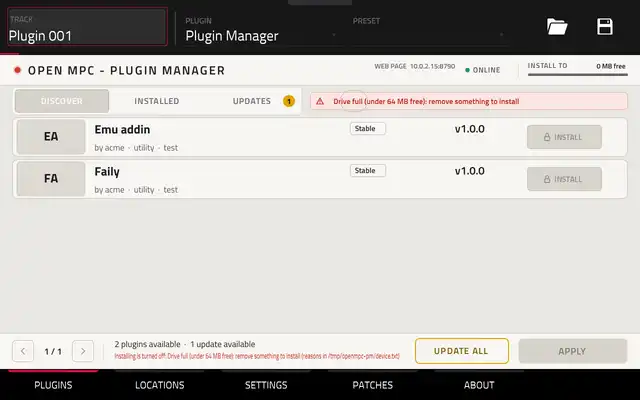 TRACK
Plugin 001
PLUGIN
Plugin Manager
PRESET
OPEN MPC - PLUGIN MANAGER
WEB PAGE 10.0.2.15:8790
ONLINE
INSTALL TO
0 MB free
DISCOVER
INSTALLED
UPDATES
1
Drive full (under 64 MB free): remove something to install
EA
Emu addin
by acme · utility · test
Stable
v1.0.0
INSTALL
FA
Faily
by acme · utility · test
Stable
v1.0.0
INSTALL
1 / 1
2 plugins available · 1 update available
Installing is turned off: Drive full (under 64 MB free): remove something to install (reasons in /tmp/openmpc-pm/device.txt)
UPDATE ALL
APPLY
PLUGINS
LOCATIONS
SETTINGS
PATCHES
ABOUT